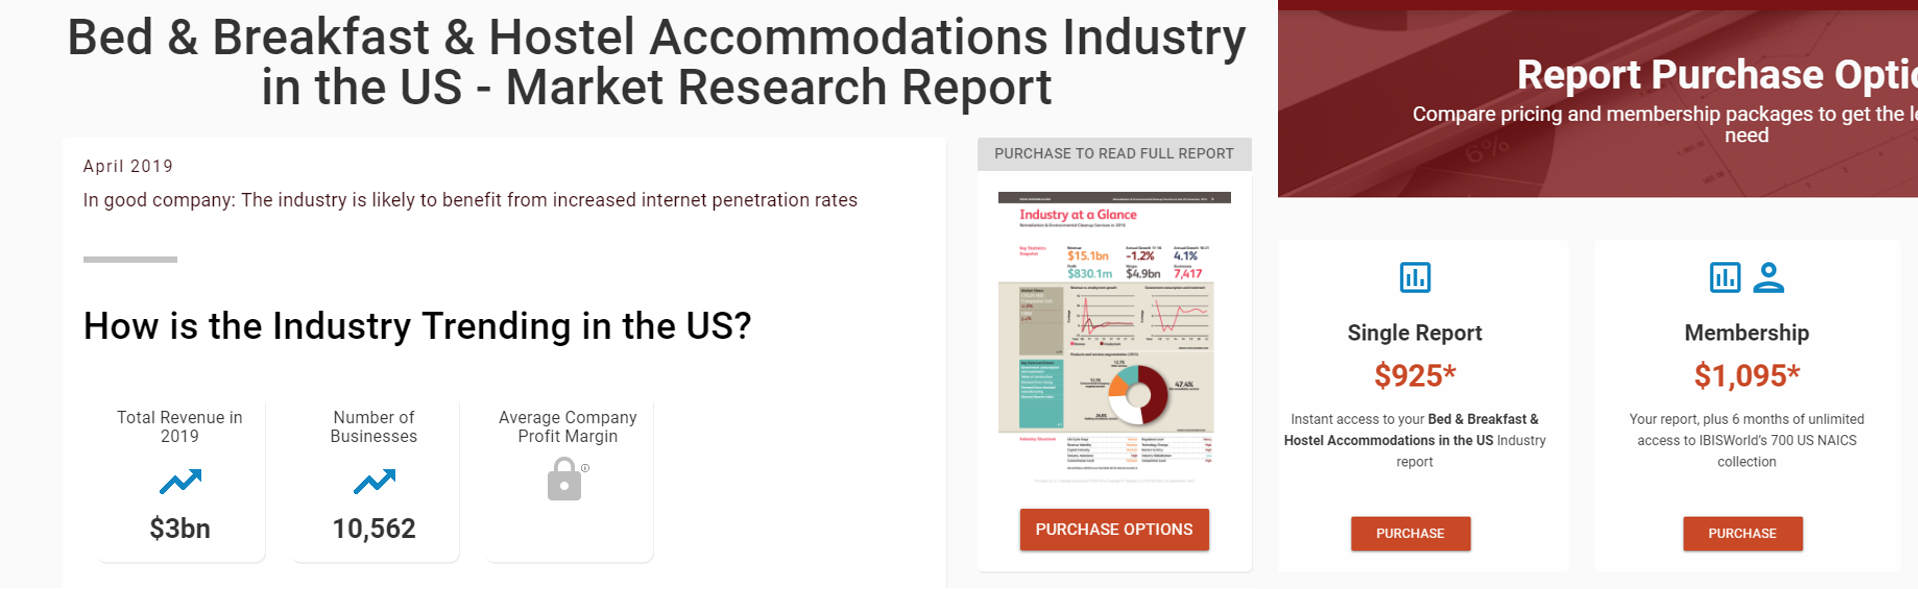 Bed & Breakfast & Hostel Accommodations Industry
in the US - Market Research Report
April 2019
In good company: The industry is likely to benefit from increased internet penetration rates
How is the Industry Trending in the US?
Total Revenue in
2019
$3bn
Number of
Businesses
10,562
Average Company
Profit Margin
PURCHASE TO READ FULL REPORT
Industry at a Glance
$15.1bn
-1.2%
4.1%
$830.1m
$4.9bn
7,417
47.4%
PURCHASE OPTIONS
Report Purchase Optio
Compare pricing and membership packages to get the le
need
6%
Single Report
$925*
Instant access to your Bed & Breakfast &
Hostel Accommodations in the US Industry
report
PURCHASE
Membership
$1,095*
Your report, plus 6 months of unlimited
access to IBISWorld's 700 US NAICS
collection
PURCHASE